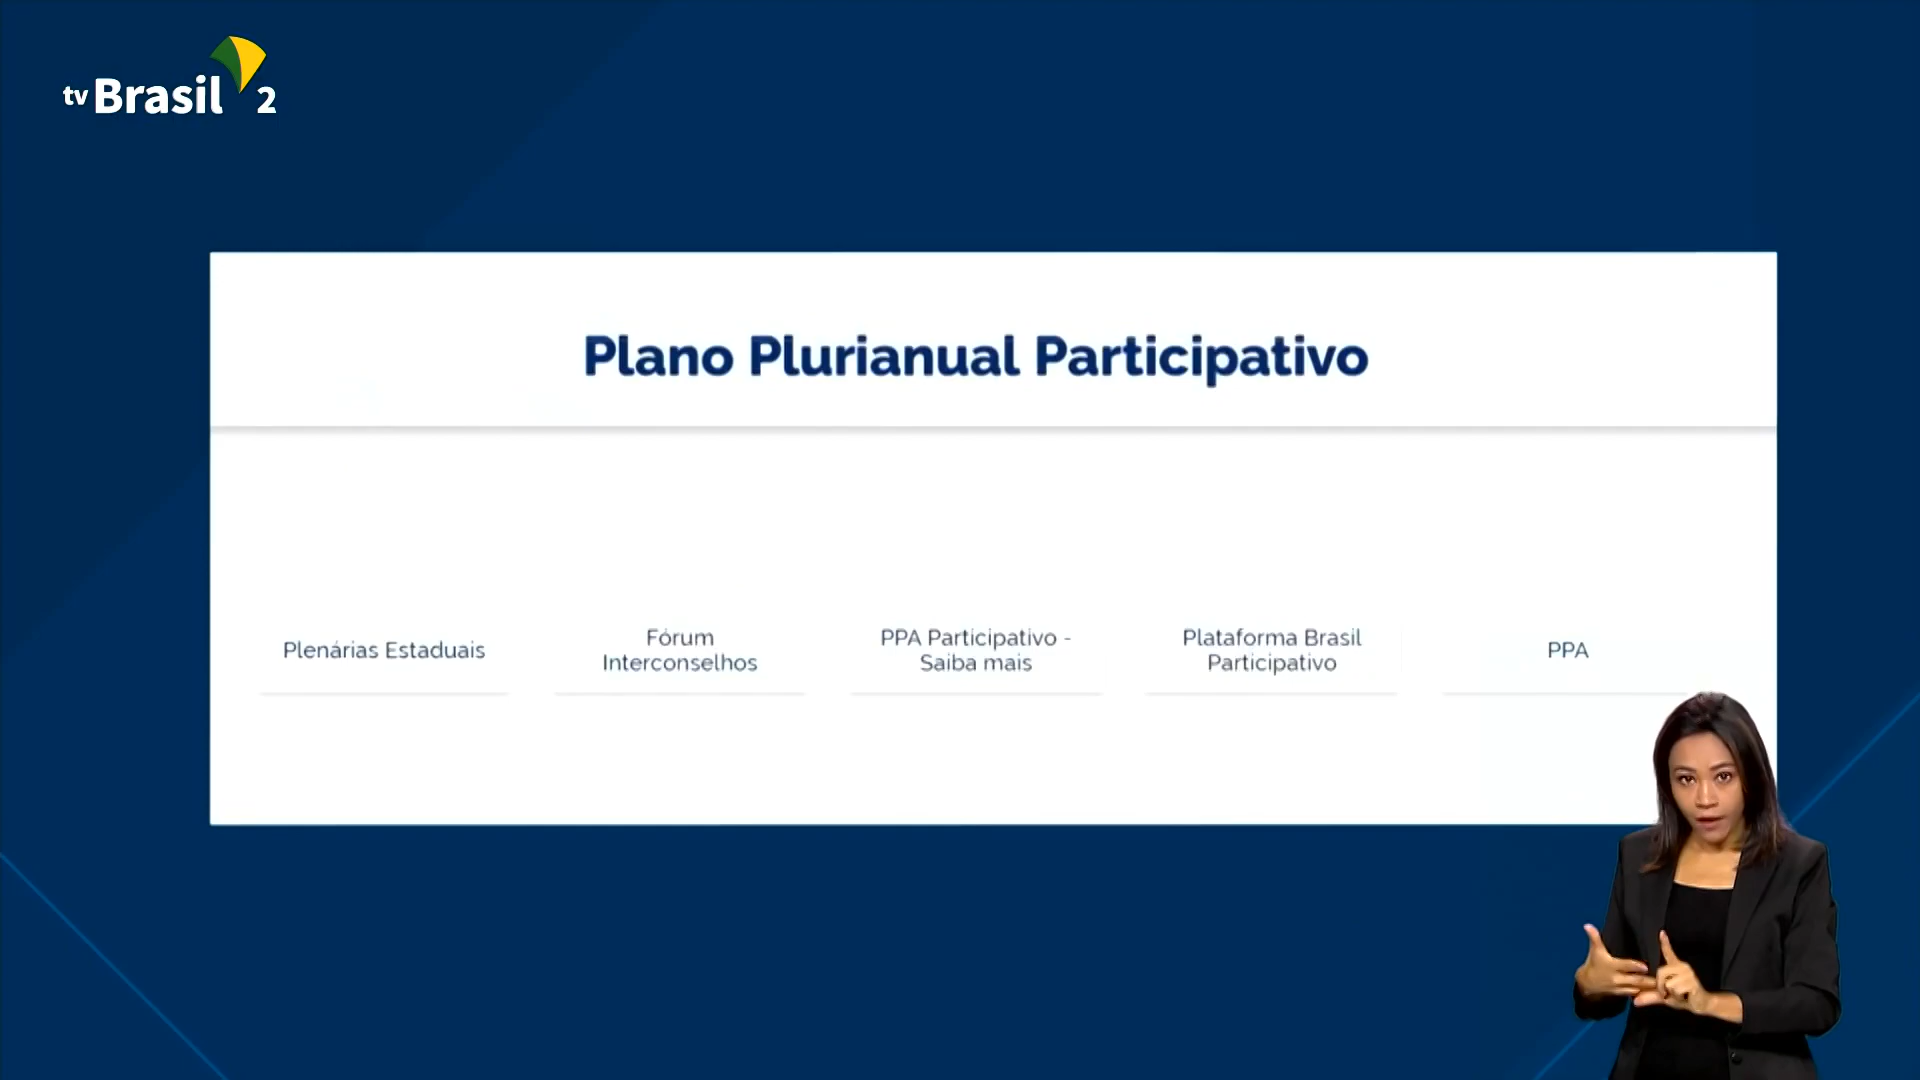 tv Brasil 2
Plano Plurianual Participativo
Plenárias Estaduais
Fórum
Interconselhos
PPA Participativo -
Saiba mais
Plataforma Brasil
Participativo
PPA